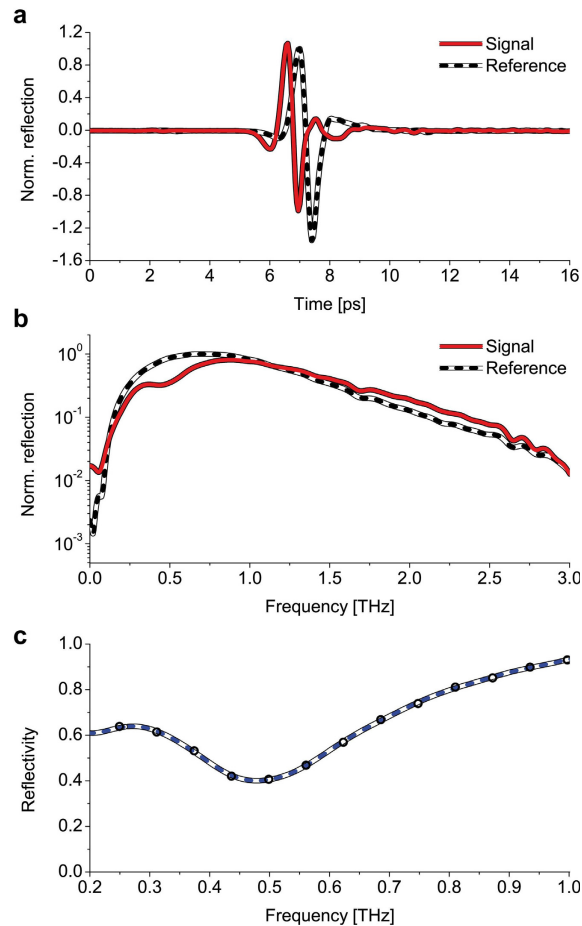 a
1.2
0.8
0.4
0.0
-0.4
-0.8
-1.2
-1.6
Norm. reflection
Signal
Reference
0 2 4 6 8 10 12 14 16
Time [ps]
b
10⁰
10⁻¹
10⁻²
10⁻³
Norm. reflection
Signal
Reference
0.0 0.5 1.0 1.5 2.0 2.5 3.0
Frequency [THz]
c
1.0
0.8
0.6
0.4
0.2
0.0
Reflectivity
0.2 0.3 0.4 0.5 0.6 0.7 0.8 0.9 1.0
Frequency [THz]